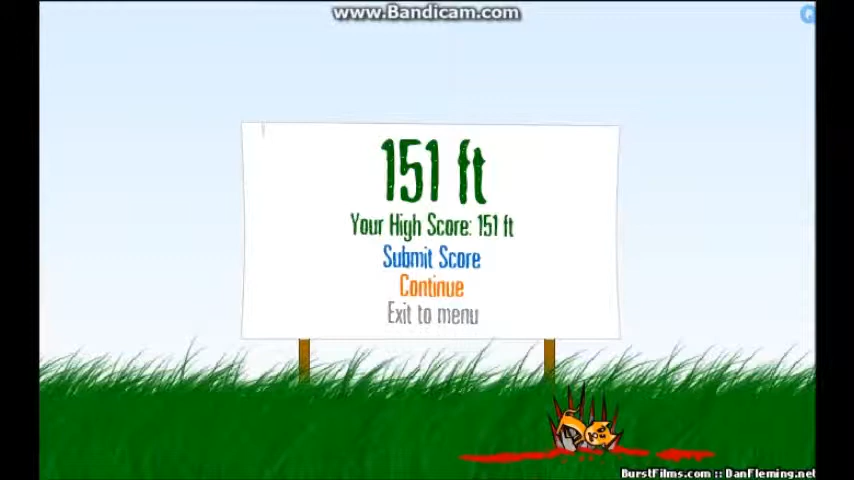 www.Bandicam.com
151 ft
Your High Score: 151 ft
Submit Score
Continue
Exit to menu
BurstFilms.com :: DanFleming.net